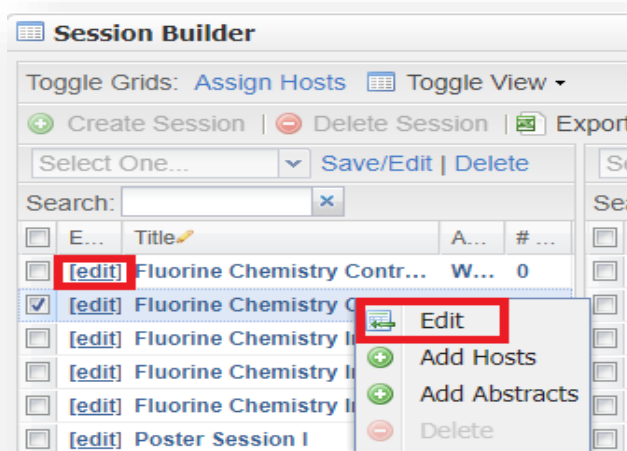 Session Builder
Toggle Grids: Assign Hosts Toggle View
Create Session | Delete Session | Export
Select One... Save/Edit | Delete
Search:
E... Title A... # ...
[edit] Fluorine Chemistry Contr... W... 0
[edit] Fluorine Chemistry
[edit] Fluorine Chemistry
[edit] Fluorine Chemistry
[edit] Fluorine Chemistry
[edit] Poster Session I
Edit
Add Hosts
Add Abstracts
Delete